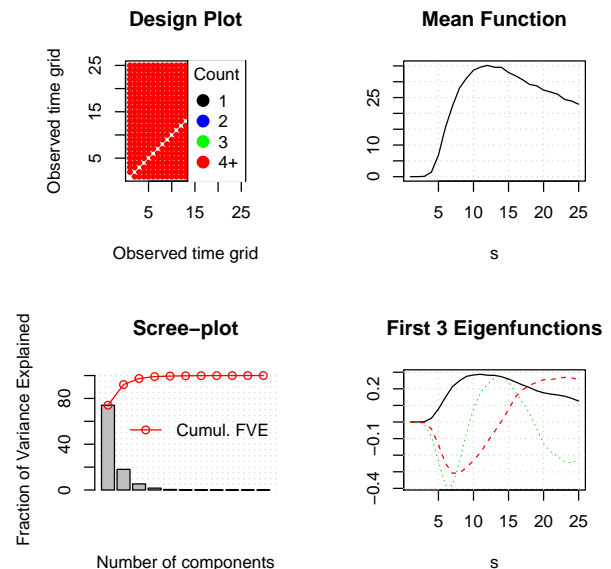 Design Plot
Observed time grid
25
15
5
Count
1
2
3
4+
5 15 25
Observed time grid
Mean Function
25
10
0
5 10 15 20 25
s
Scree-plot
Fraction of Variance Explained
80
40
0
Cumul. FVE
Number of components
First 3 Eigenfunctions
0.2
-0.1
-0.4
5 10 15 20 25
s